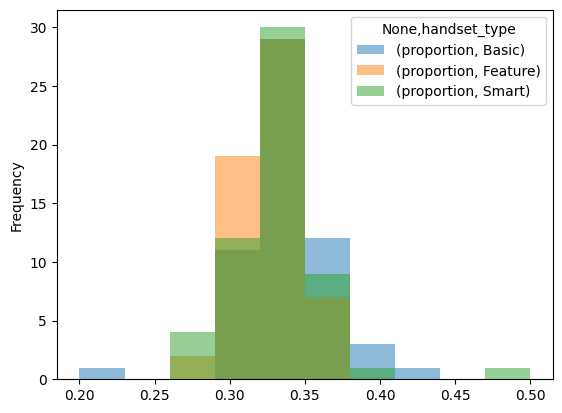 None,handset_type
(proportion, Basic)
(proportion, Feature)
(proportion, Smart)
Frequency
30
25
20
15
10
5
0
0.20 0.25 0.30 0.35 0.40 0.45 0.50